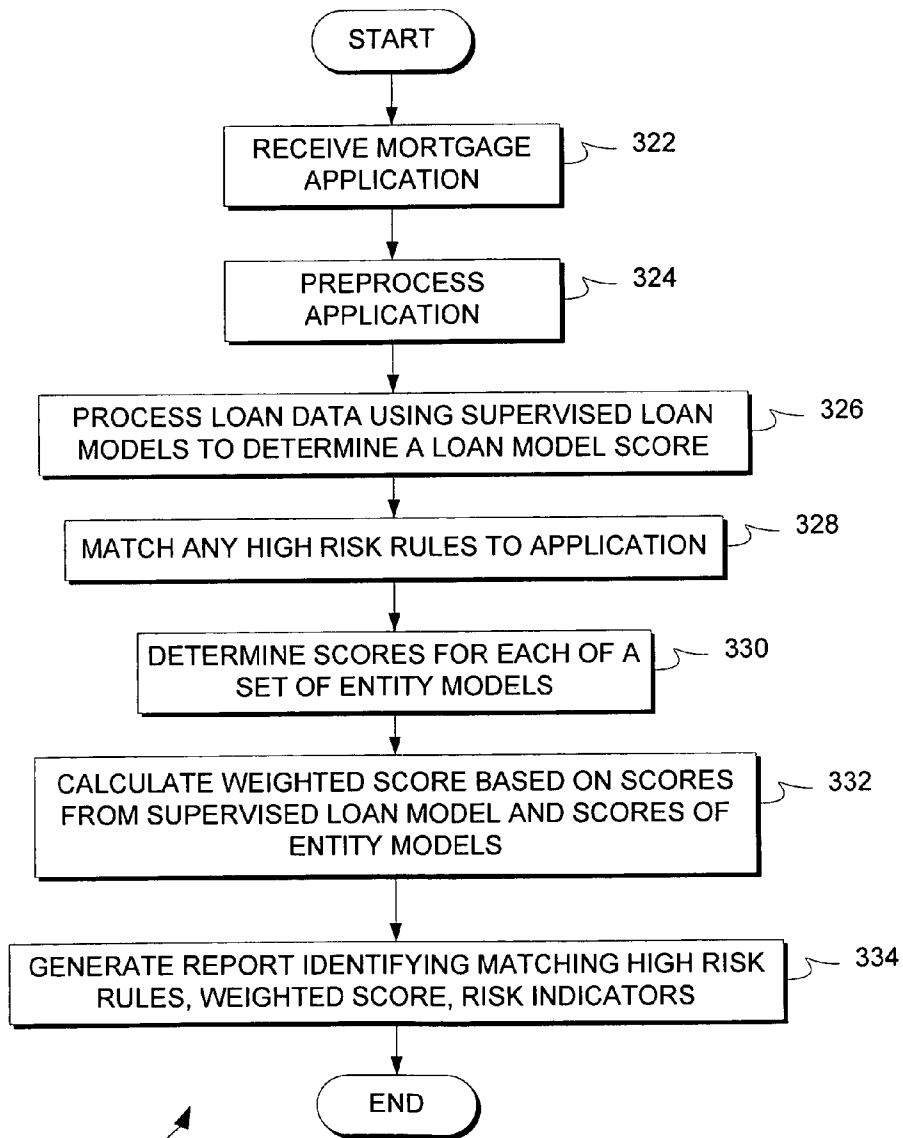 START
RECEIVE MORTGAGE
APPLICATION
322
PREPROCESS
APPLICATION
324
PROCESS LOAN DATA USING SUPERVISED LOAN
MODELS TO DETERMINE A LOAN MODEL SCORE
326
MATCH ANY HIGH RISK RULES TO APPLICATION
328
DETERMINE SCORES FOR EACH OF A
SET OF ENTITY MODELS
330
CALCULATE WEIGHTED SCORE BASED ON SCORES
FROM SUPERVISED LOAN MODEL AND SCORES OF
ENTITY MODELS
332
GENERATE REPORT IDENTIFYING MATCHING HIGH RISK
RULES, WEIGHTED SCORE, RISK INDICATORS
334
END